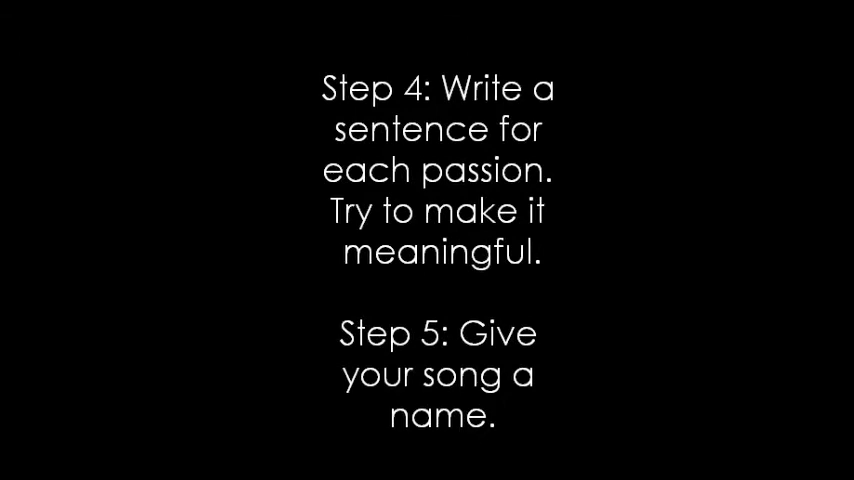 Step 4: Write a
sentence for
each passion.
Try to make it
meaningful.
Step 5: Give
your song a
name.